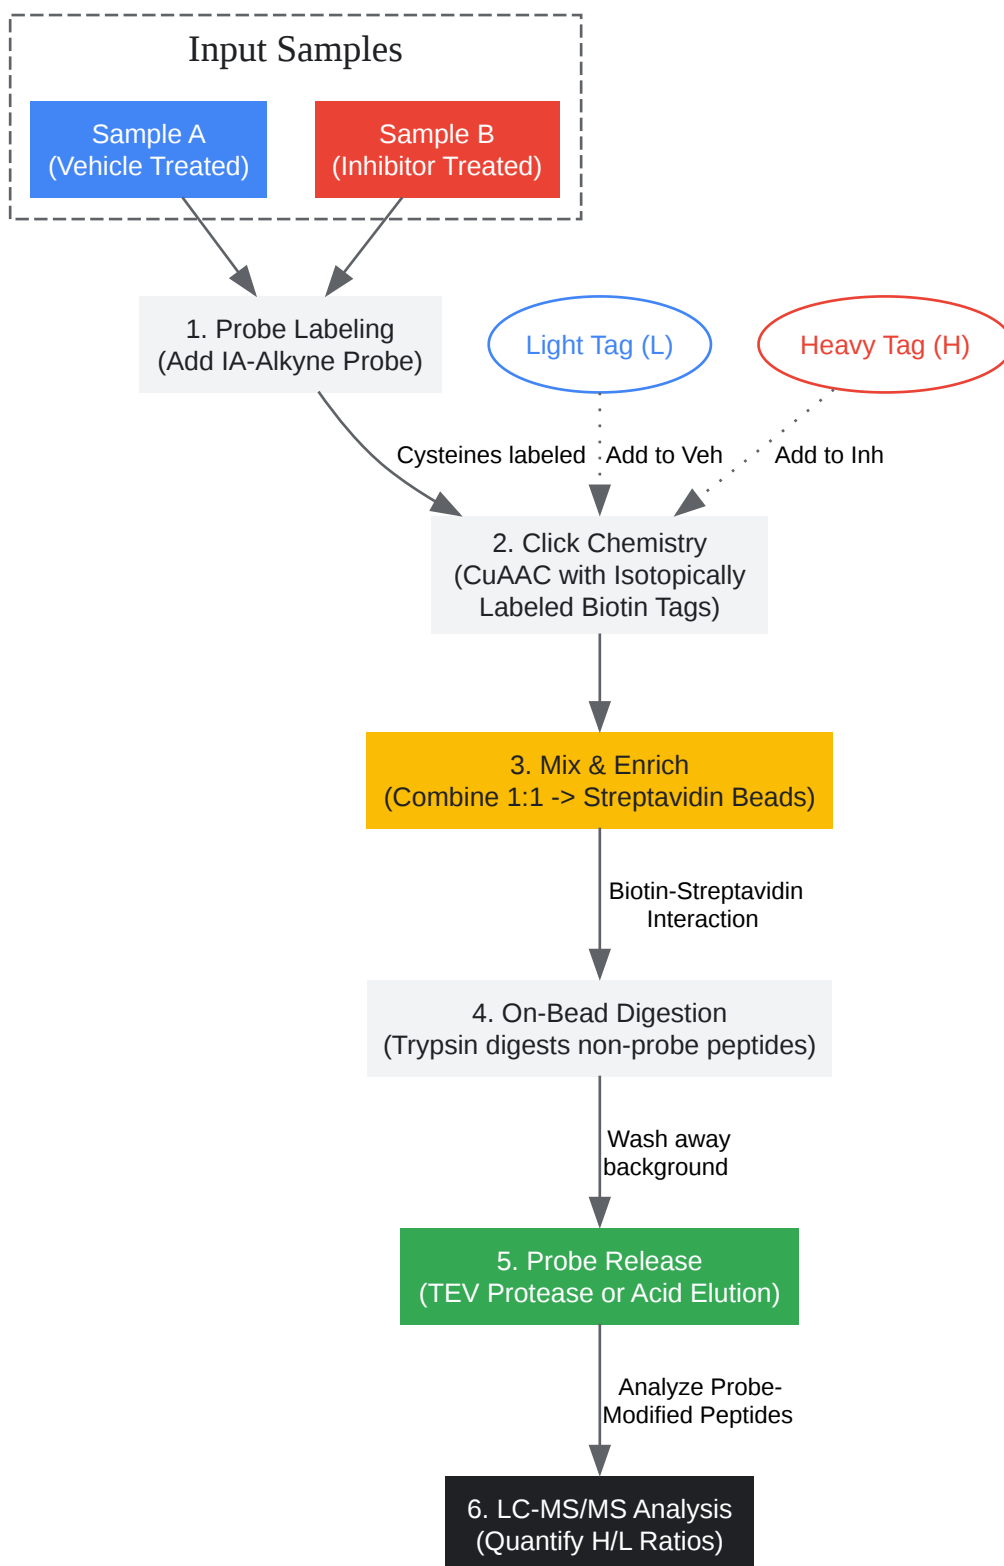 Input Samples
Sample A
(Vehicle Treated)
Sample B
(Inhibitor Treated)
1. Probe Labeling
(Add IA-Alkyne Probe)
Light Tag (L)
Heavy Tag (H)
Cysteines labeled
Add to Veh
Add to Inh
2. Click Chemistry
(CuAAC with Isotopically
Labeled Biotin Tags)
3. Mix & Enrich
(Combine 1:1 -> Streptavidin Beads)
Biotin-Streptavidin
Interaction
4. On-Bead Digestion
(Trypsin digests non-probe peptides)
Wash away
background
5. Probe Release
(TEV Protease or Acid Elution)
Analyze Probe-
Modified Peptides
6. LC-MS/MS Analysis
(Quantify H/L Ratios)